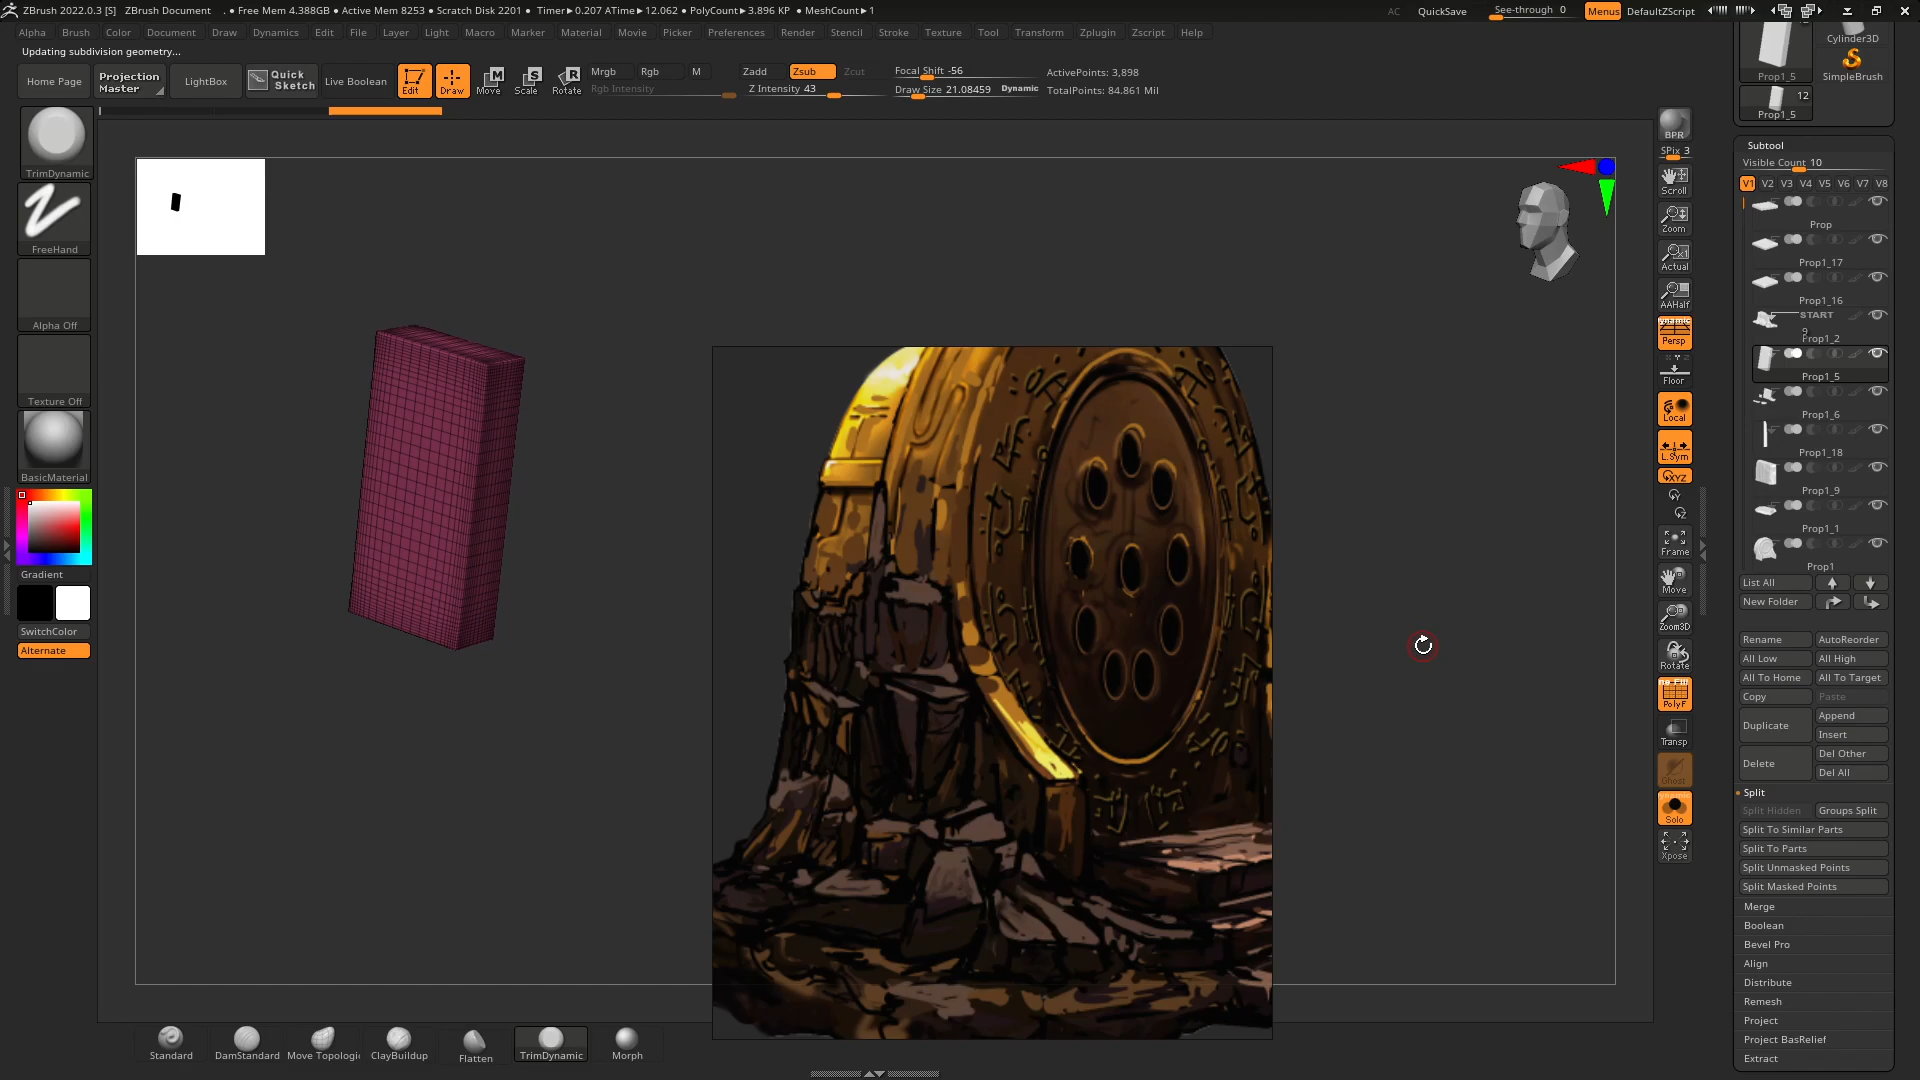 ZBrush 2022.0.3 [S] ZBrush Document . ● Free Mem 4.388GB ● Active Mem 8253 ● Scratch Disk 2201 ● Timer▶0.207 ATime▶12.062 ● PolyCount▶3.896 KP ● MeshCount▶1 AC QuickSave See-through 0 Menus DefaultZScript
Alpha Brush Color Document Draw Dynamics Edit File Layer Light Macro Marker Material Movie Picker Preferences Render Stencil Stroke Texture Tool Transform Zplugin Zscript Help
Updating subdivision geometry...
Home Page
Projection
Master
LightBox
Quick
Sketch
Live Boolean
Edit
Draw
Move
Scale
Rotate
Mrgb Rgb M
Rgb Intensity
Zadd Zsub Zcut
Z Intensity 43
Focal Shift -56
Draw Size 21.08459 Dynamic
ActivePoints: 3,898
TotalPoints: 84.861 Mil
TrimDynamic
FreeHand
Alpha Off
Texture Off
BasicMaterial
Gradient
SwitchColor
Alternate
Standard DamStandard Move Topologic ClayBuildup Flatten TrimDynamic Morph
BPR
SPix 3
Scroll
Zoom
Actual
AAHalf
Persp
Floor
Local
L.Sym
XYZ
Frame
Move
Zoom3D
Rotate
PolyF
Transp
Ghost
Solo
Xpose
Cylinder3D
Prop1_5
SimpleBrush
12
Prop1_5
Subtool
Visible Count 10
V1 V2 V3 V4 V5 V6 V7 V8
Prop
Prop1_17
Prop1_16
START
9
Prop1_2
Prop1_5
Prop1_6
Prop1_18
Prop1_9
Prop1_1
Prop1
List All
New Folder
Rename AutoReorder
All Low All High
All To Home All To Target
Copy Paste
Duplicate Append
Insert
Delete Del Other
Del All
Split
Split Hidden Groups Split
Split To Similar Parts
Split To Parts
Split Unmasked Points
Split Masked Points
Merge
Boolean
Bevel Pro
Align
Distribute
Remesh
Project
Project BasRelief
Extract